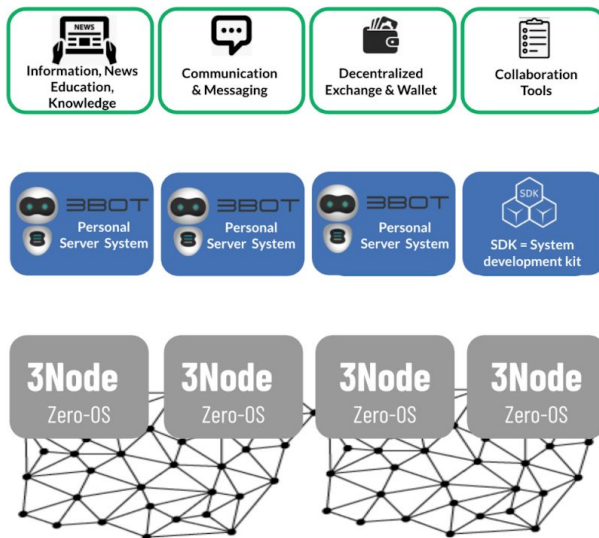 NEWS
Information, News
Education,
Knowledge
Communication
& Messaging
Decentralized
Exchange & Wallet
Collaboration
Tools
3BOT
Personal
Server System
3BOT
Personal
Server System
3BOT
Personal
Server System
SDK
SDK = System
development kit
3Node
Zero-OS
3Node
Zero-OS
3Node
Zero-OS
3Node
Zero-OS